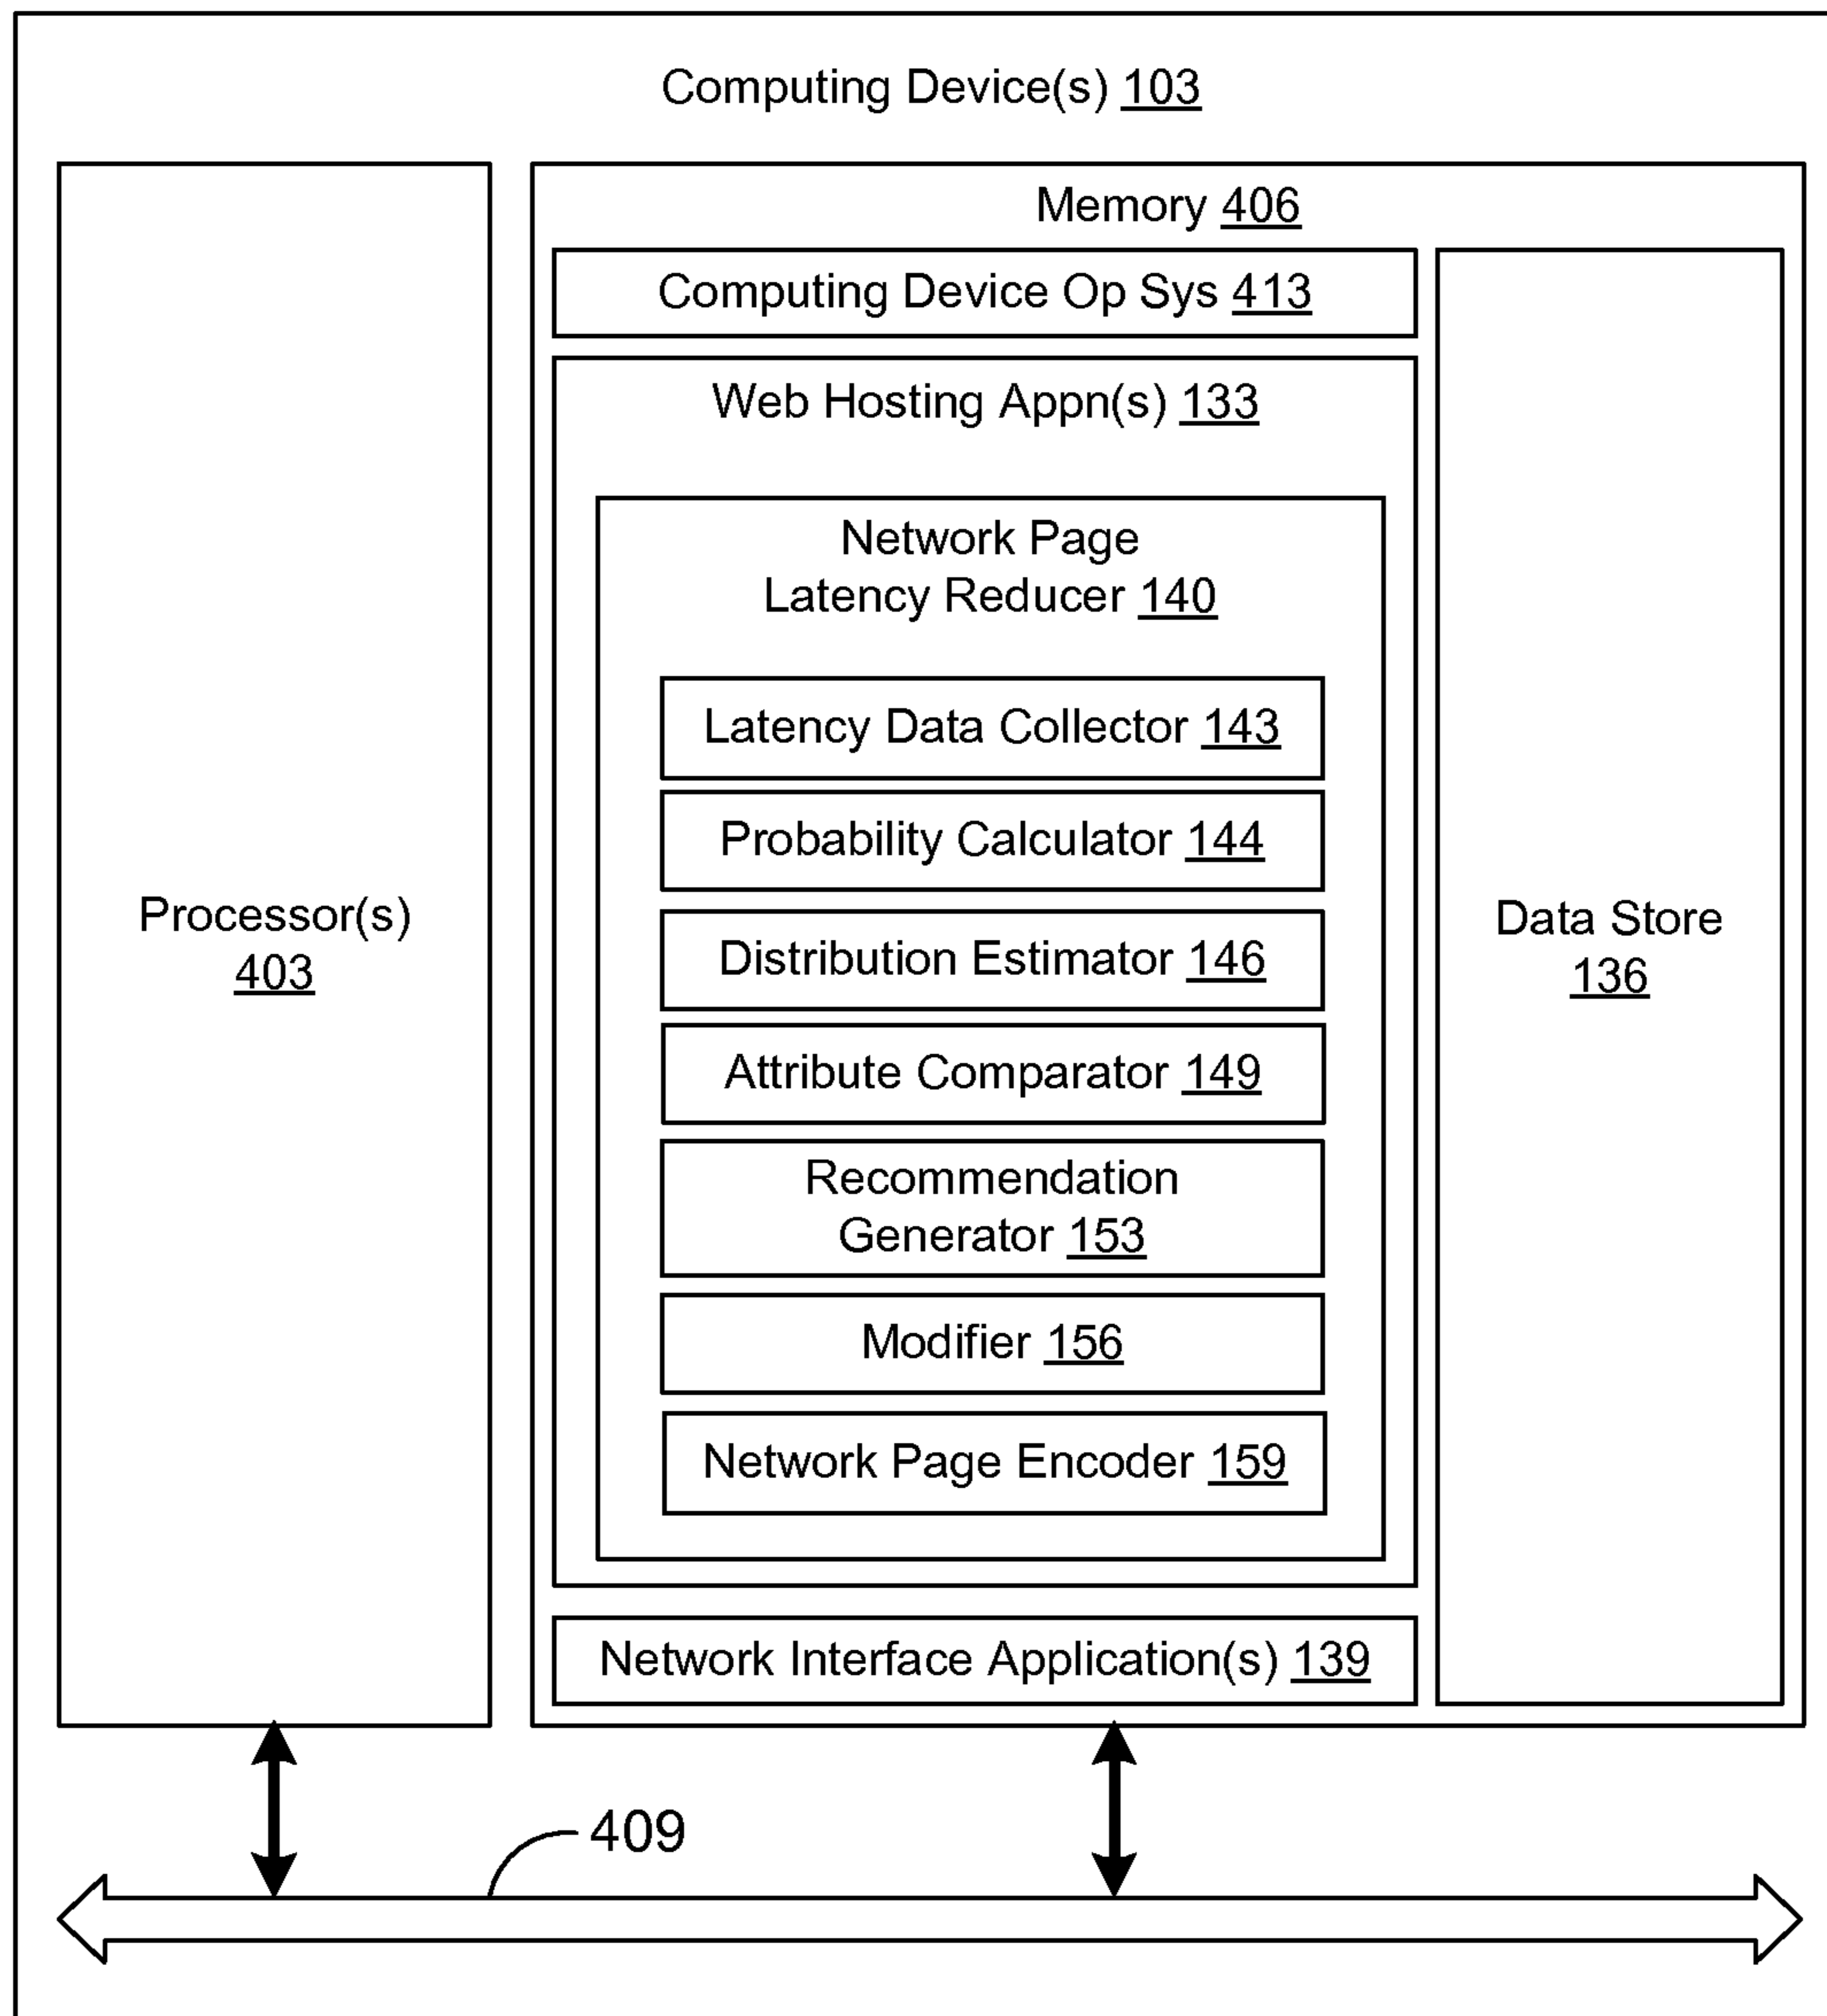 Computing Device(s) 103
Memory 406
Computing Device Op Sys 413
Web Hosting Appn(s) 133
Network Page
Latency Reducer 140
Latency Data Collector 143
Probability Calculator 144
Distribution Estimator 146
Attribute Comparator 149
Recommendation
Generator 153
Modifier 156
Network Page Encoder 159
Network Interface Application(s) 139
Processor(s)
403
Data Store
136
409